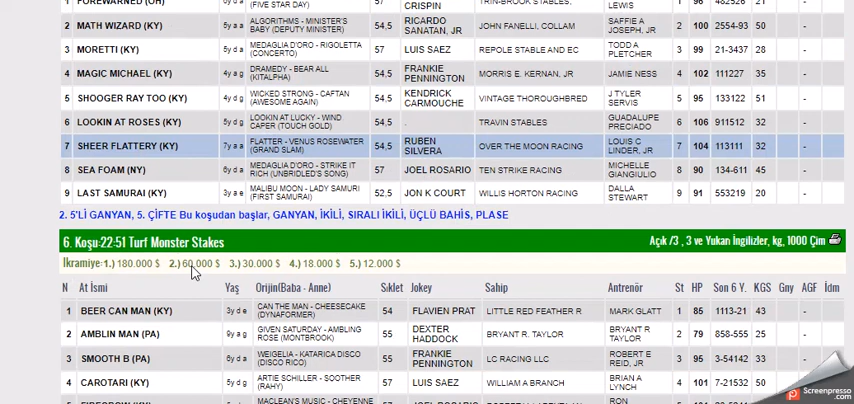 1 FOREWARNED (OH) (FIVE STAR DAY) 57 CRISPIN TRIN-BROOK STABLES, LEWIS 1 96 482526 21 -
2 MATH WIZARD (KY) 5y a a ALGORITHMS - MINISTER'S BABY (DEPUTY MINISTER) 54,5 RICARDO SANATAN, JR JOHN FANELLI, COLLAM SAFFIE A JOSEPH, JR 2 100 2554-93 50 -
3 MORETTI (KY) MEDAGLIA D'ORO - RIGOLETTA (CONCERTO) 57 LUIS SAEZ REPOLE STABLE AND EC TODD A PLETCHER 3 99 21-3437 28 -
4 MAGIC MICHAEL (KY) 4y a g DRAMEDY - BEAR ALL (KITALPHA) 54,5 FRANKIE PENNINGTON MORRIS E. KERNAN, JR JAMIE NESS 4 102 111227 35 -
5 SHOOGER RAY TOO (KY) 4y d g WICKED STRONG - CAFTAN (AWESOME AGAIN) 54,5 KENDRICK CARMOUCHE VINTAGE THOROUGHBRED J TYLER SERVIS 5 95 133122 51 -
6 LOOKIN AT ROSES (KY) 6y d g LOOKIN AT LUCKY - WIND CAPER (TOUCH GOLD) 54,5 . TRAVIN STABLES GUADALUPE PRECIADO 6 106 911512 32 -
7 SHEER FLATTERY (KY) 7y a a FLATTER - VENUS ROSEWATER (GRAND SLAM) 54,5 RUBEN SILVERA OVER THE MOON RACING LOUIS C LINDER, JR 7 104 113111 32 -
8 SEA FOAM (NY) 6y d a MEDAGLIA D'ORO - STRIKE IT RICH (UNBRIDLED'S SONG) 57 JOEL ROSARIO TEN STRIKE RACING MICHELLE GIANGIULIO 8 90 134-611 45 -
9 LAST SAMURAI (KY) 3y a e MALIBU MOON - LADY SAMURI (FIRST SAMURAI) 52,5 JON K COURT WILLIS HORTON RACING DALLAS STEWART 9 91 553219 20 -
2. 5'Lİ GANYAN, 5. ÇİFTE Bu koşudan başlar, GANYAN, İKİLİ, SIRALI İKİLİ, ÜÇLÜ BAHİS, PLASE
6. Koşu:22:51 Turf Monster Stakes Açık /3 , 3 ve Yukarı İngilizler, kg, 1000 Çim
İkramiye: 1.) 180.000 $ 2.) 60.000 $ 3.) 30.000 $ 4.) 18.000 $ 5.) 12.000 $
N At İsmi Yaş Orijin(Baba - Anne) Sıklet Jokey Sahip Antrenör St HP Son 6 Y. KGS Gny AGF İdm
1 BEER CAN MAN (KY) 3y d e CAN THE MAN - CHEESECAKE (DYNAFORMER) 54 FLAVIEN PRAT LITTLE RED FEATHER R MARK GLATT 1 85 1113-21 43 -
2 AMBLIN MAN (PA) 9y a g GIVEN SATURDAY - AMBLING ROSE (MONTBROOK) 55 DEXTER HADDOCK BRYANT R. TAYLOR BRYANT R TAYLOR 2 79 858-555 25 -
3 SMOOTH B (PA) WEIGELIA - KATARICA DISCO (DISCO RICO) 55 FRANKIE PENNINGTON LC RACING LLC ROBERT E REID, JR 3 95 3-54142 33 -
4 CAROTARI (KY) 5y d g ARTIE SCHILLER - SOOTHER (RAHY) 57 LUIS SAEZ WILLIAM A BRANCH BRIAN A LYNCH 4 101 7-21532 50 -
MACLEAN'S MUSIC - CHEYENNE RON
Screenpresso
.com